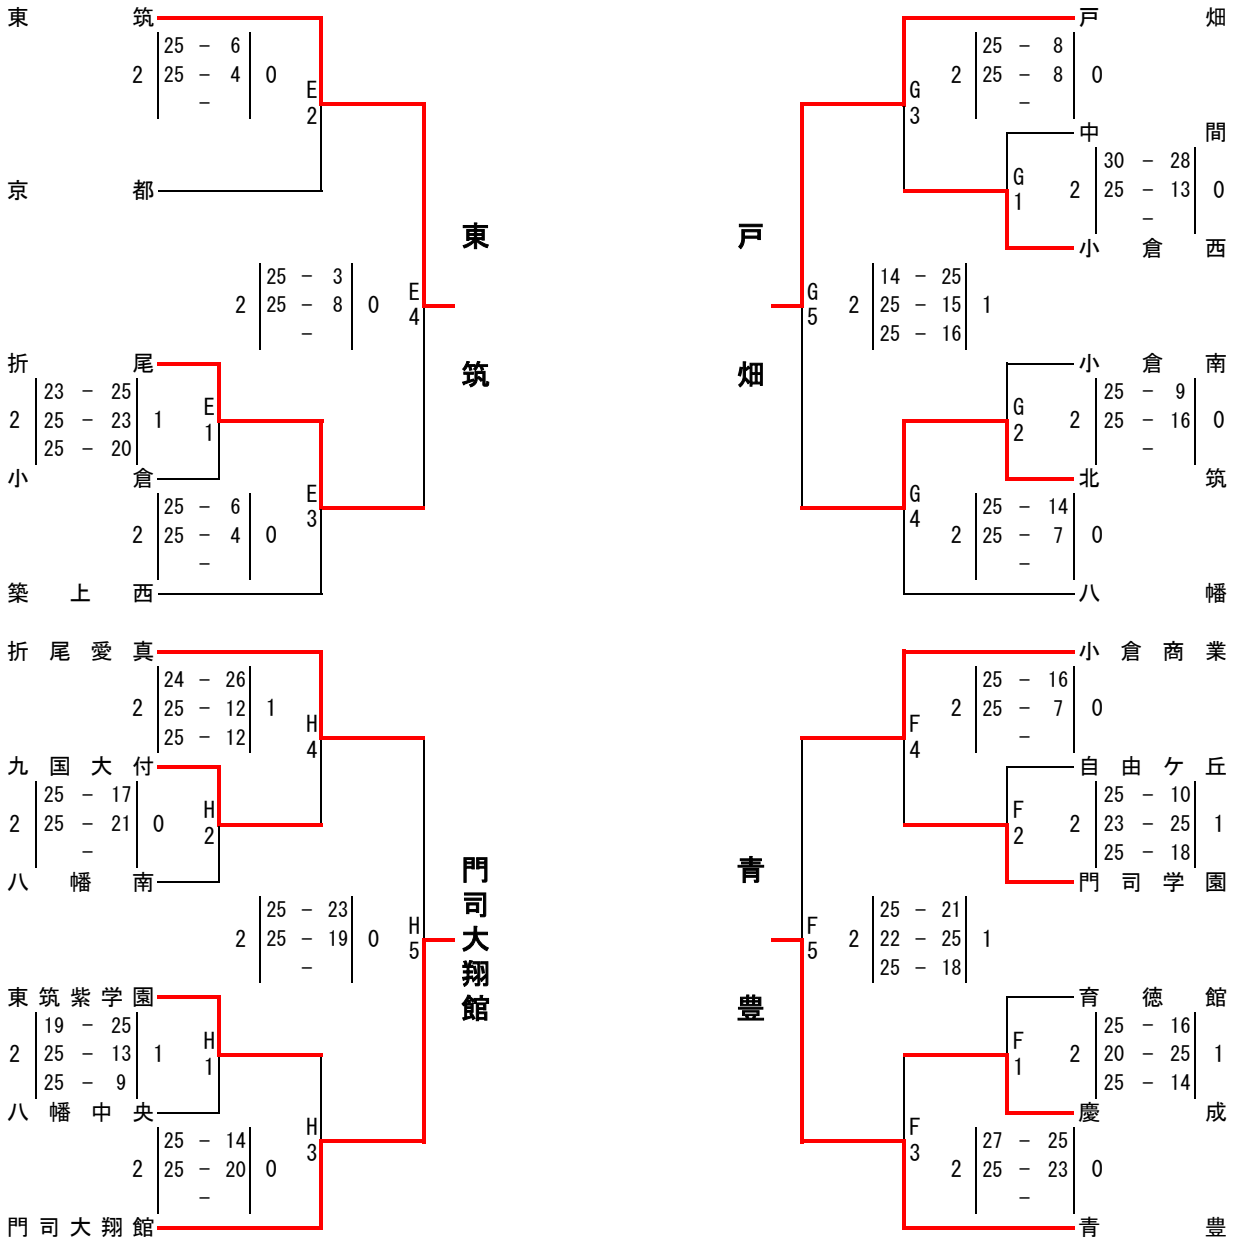 東筑
25 － 6
2 25 － 4 0
－
E2
京都
東筑
25 － 3
2 25 － 8 0
－
E4
折尾
23 － 25
2 25 － 23 1
25 － 20
E1
小倉
25 － 6
2 25 － 4 0
－
E3
築上西
折尾愛真
24 － 26
2 25 － 12 1
25 － 12
H4
九国大付
25 － 17
2 25 － 21 0
－
H2
八幡南
門司大翔館
25 － 23
2 25 － 19 0
－
H5
東筑紫学園
19 － 25
2 25 － 13 1
25 － 9
H1
八幡中央
25 － 14
2 25 － 20 0
－
H3
門司大翔館
戸畑
25 － 8
2 25 － 8 0
－
G3
中間
30 － 28
2 25 － 13 0
－
G1
小倉西
戸畑
14 － 25
2 25 － 15 1
25 － 16
G5
小倉南
25 － 9
2 25 － 16 0
－
G2
北筑
25 － 14
2 25 － 7 0
－
G4
八幡
小倉商業
25 － 16
2 25 － 7 0
－
F4
自由ケ丘
25 － 10
2 23 － 25 1
25 － 18
F2
門司学園
青豊
25 － 21
2 22 － 25 1
25 － 18
F5
育徳館
25 － 16
2 20 － 25 1
25 － 14
F1
慶成
27 － 25
2 25 － 23 0
－
F3
青豊